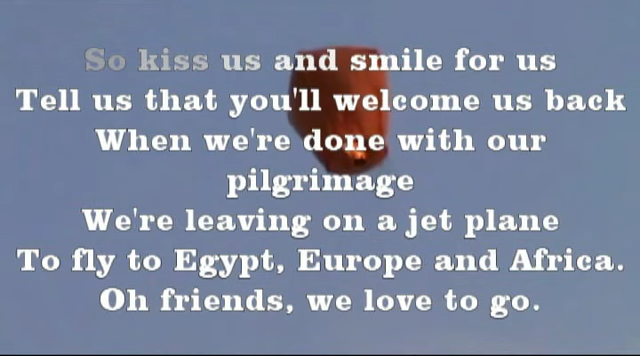 So kiss us and smile for us
Tell us that you'll welcome us back
When we're done with our
pilgrimage
We're leaving on a jet plane
To fly to Egypt, Europe and Africa.
Oh friends, we love to go.